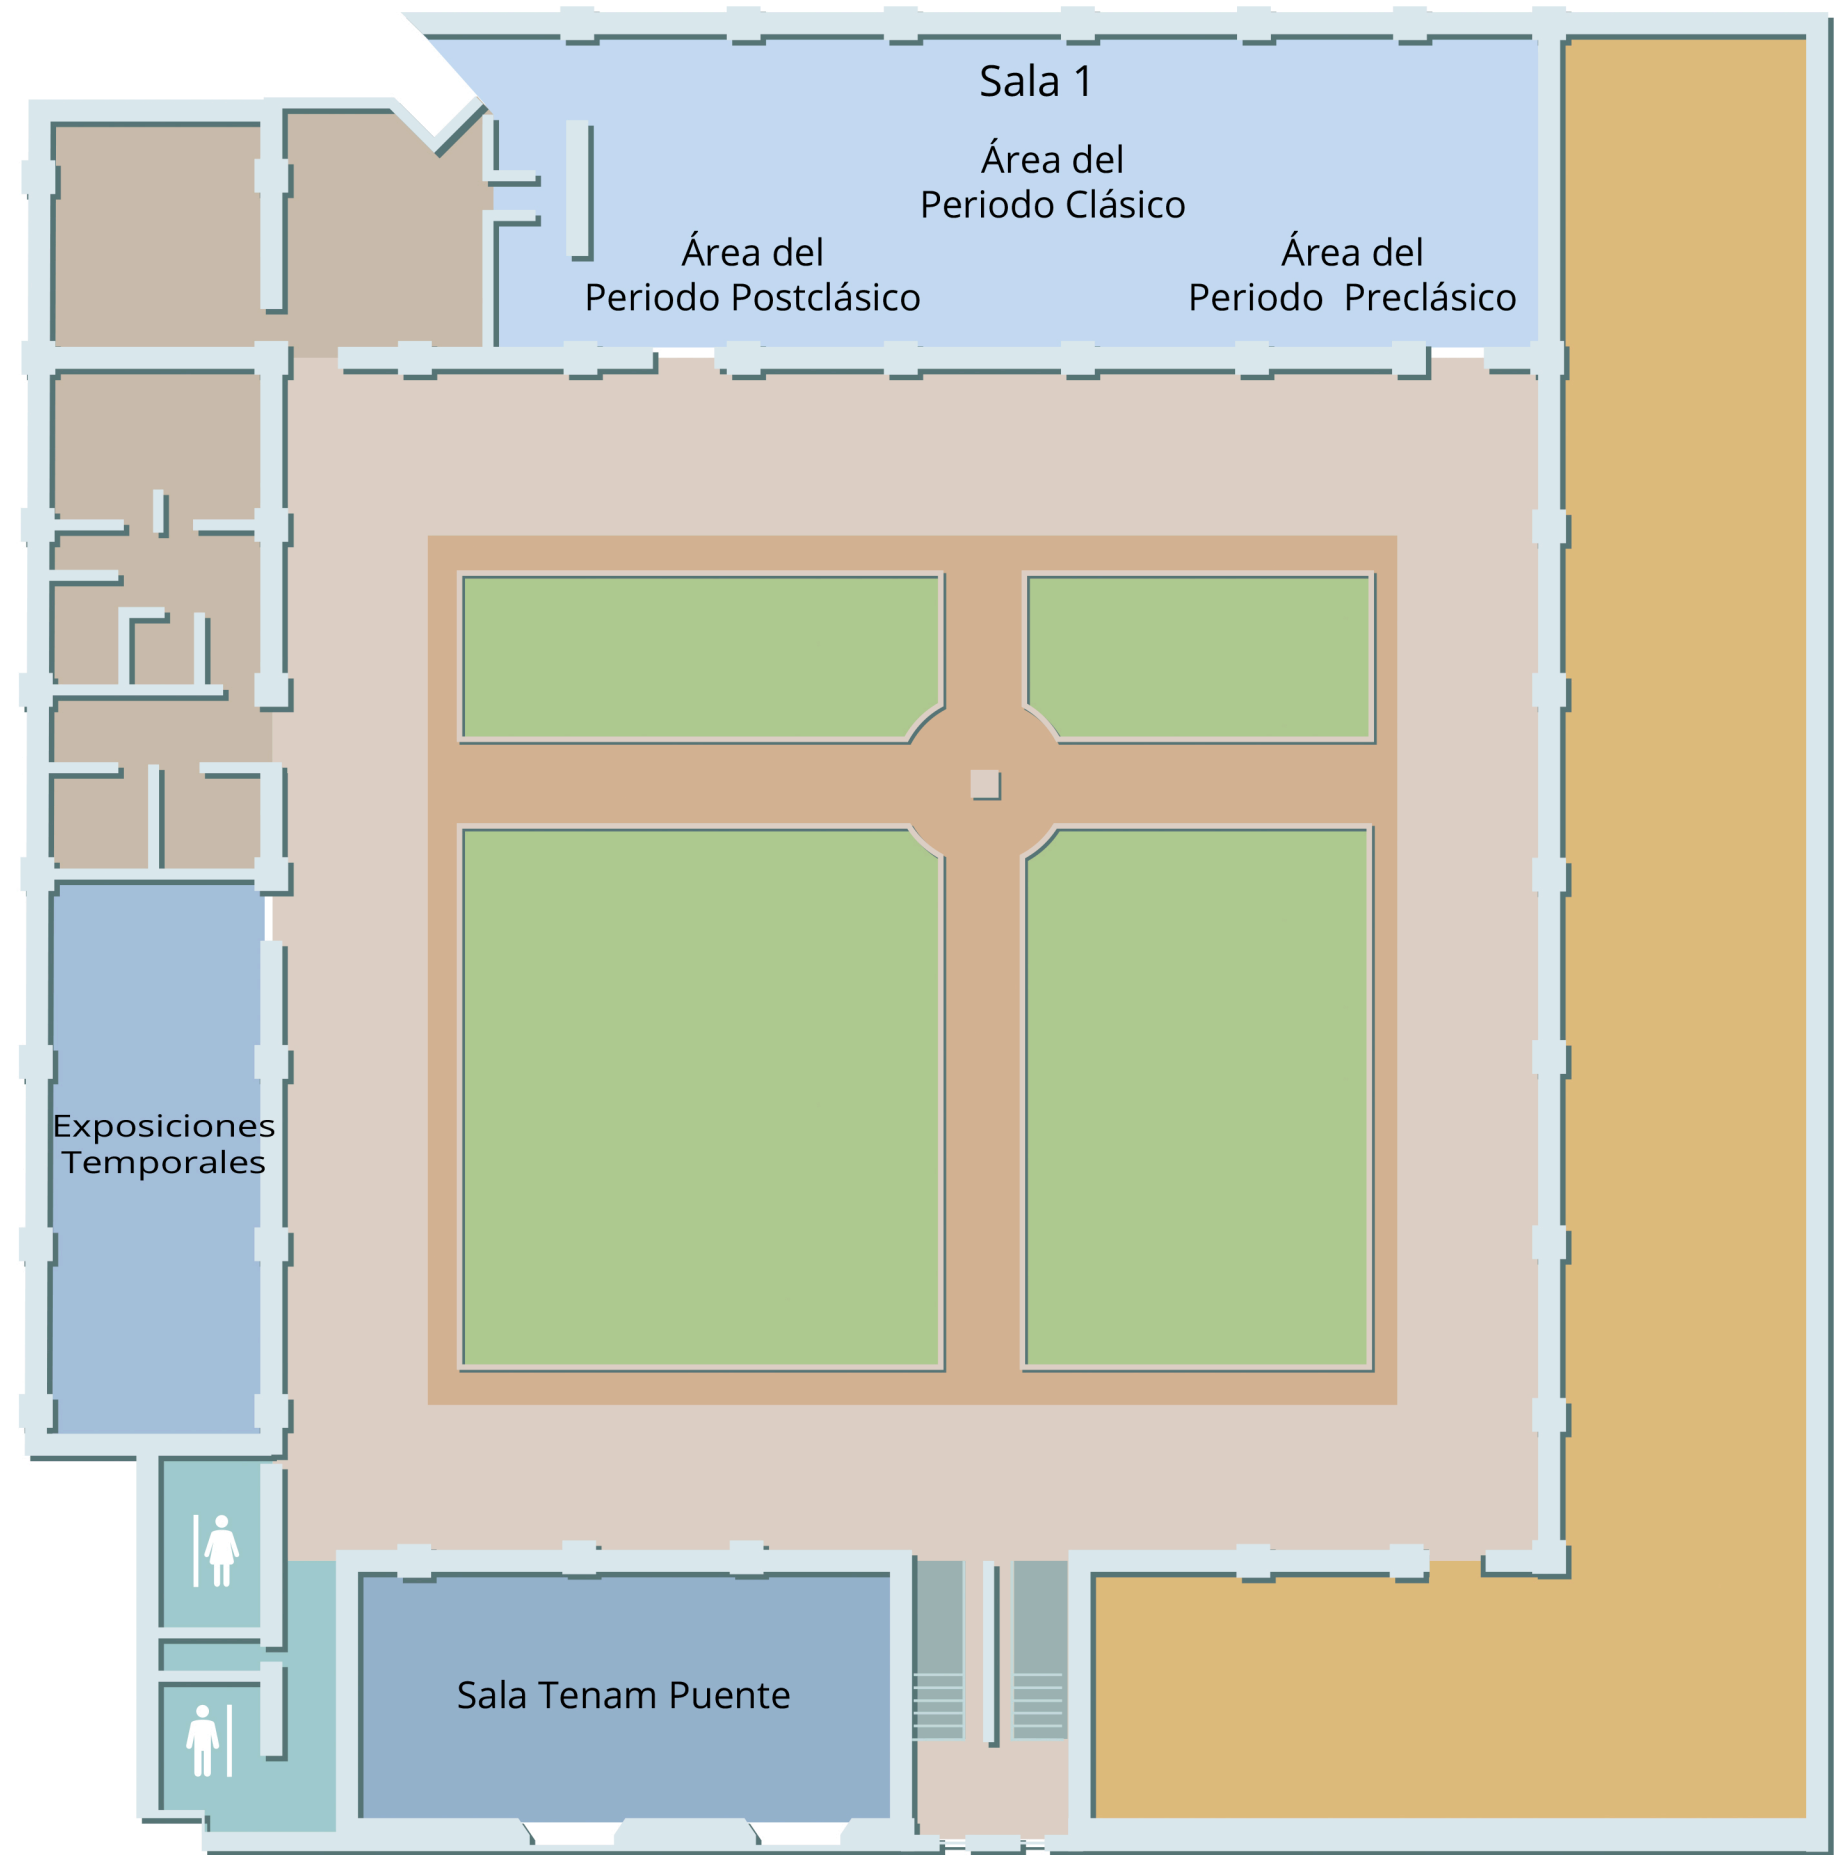 Sala 1
Área del
Periodo Clásico
Área del
Periodo Postclásico
Área del
Periodo Preclásico
Exposiciones
Temporales
Sala Tenam Puente